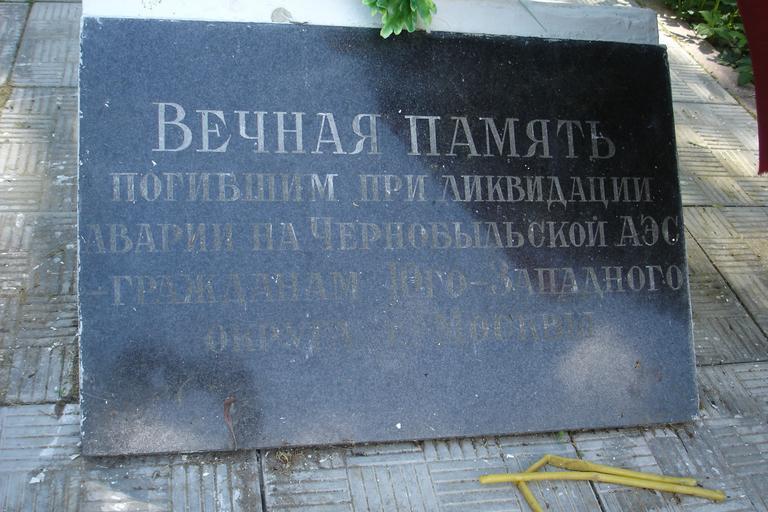 Вечная память
погибшим при ликвидации
аварии на Чернобыльской АЭС
-гражданам Юго-Западного
округа г. Москвы